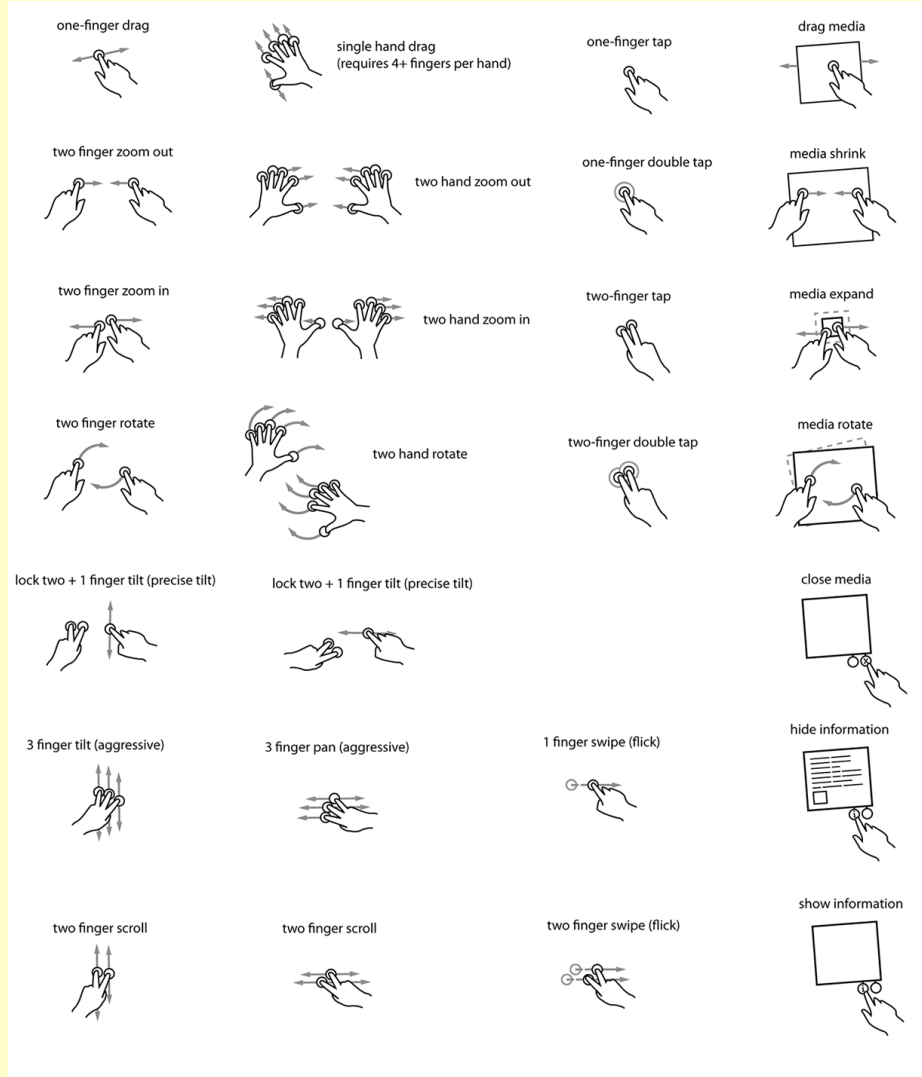 one-finger drag
single hand drag
(requires 4+ fingers per hand)
one-finger tap
drag media
two finger zoom out
two hand zoom out
one-finger double tap
media shrink
two finger zoom in
two hand zoom in
two-finger tap
media expand
two finger rotate
two hand rotate
two-finger double tap
media rotate
lock two + 1 finger tilt (precise tilt)
lock two + 1 finger tilt (precise tilt)
close media
3 finger tilt (aggressive)
3 finger pan (aggressive)
1 finger swipe (flick)
hide information
two finger scroll
two finger scroll
two finger swipe (flick)
show information